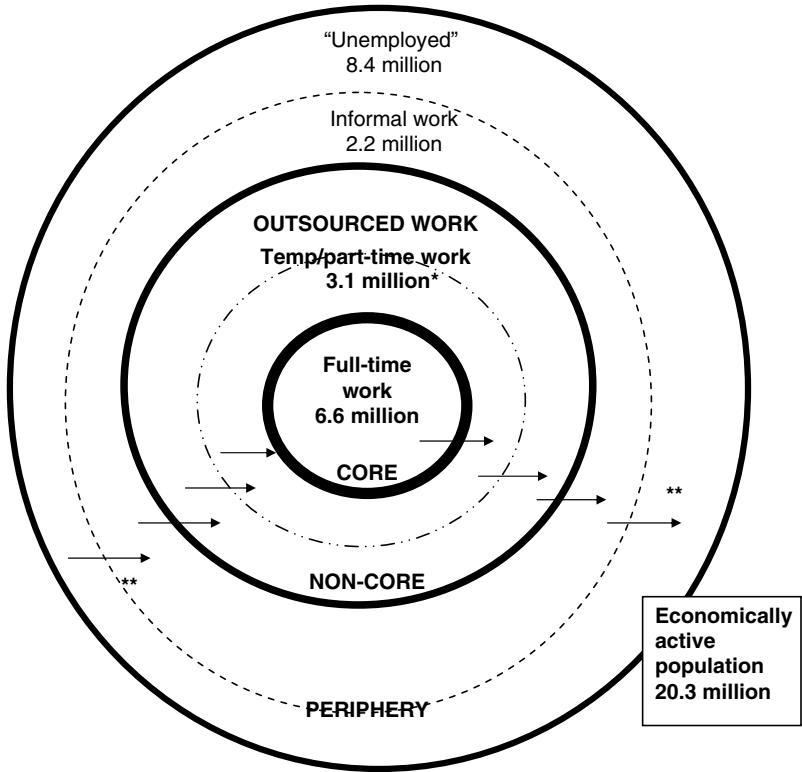 “Unemployed”
8.4 million
Informal work
2.2 million
OUTSOURCED WORK
Temp/part-time work
3.1 million*
Full-time
work
6.6 million
CORE
**
**
NON-CORE
Economically
active
population
20.3 million
PERIPHERY